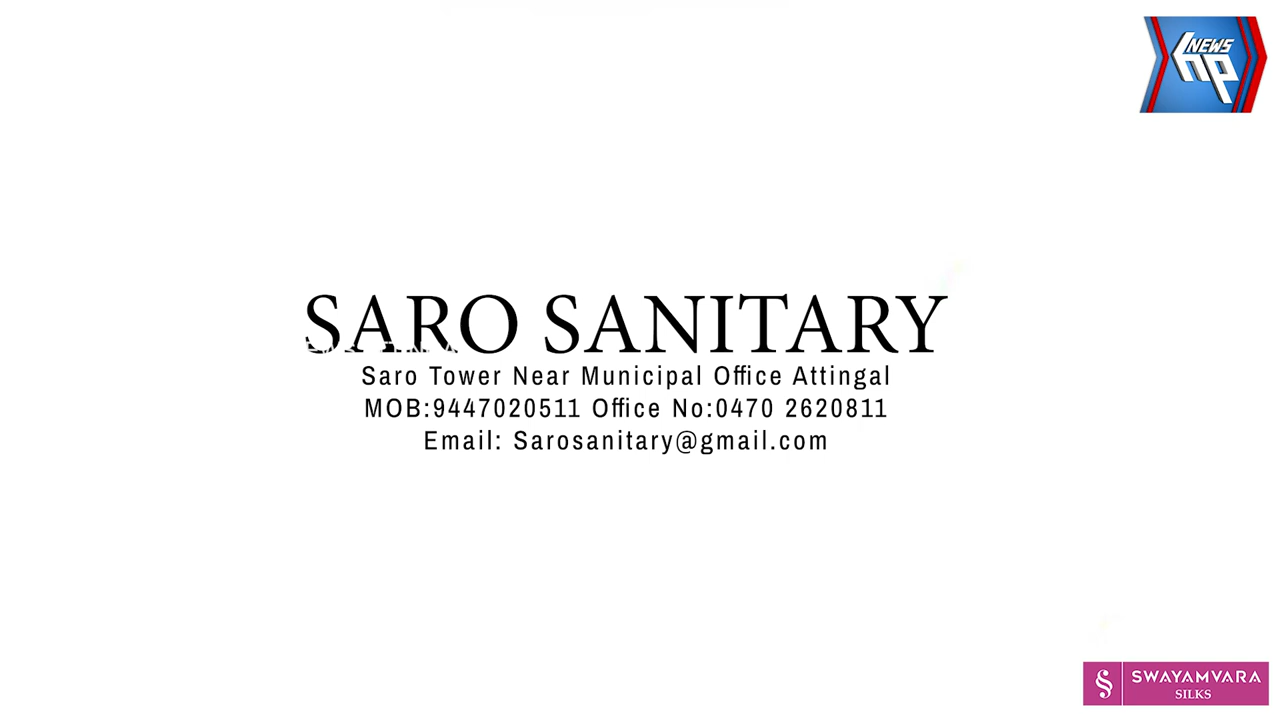 NEWS
np
SARO SANITARY
Saro Tower Near Municipal Office Attingal
MOB:9447020511 Office No:0470 2620811
Email: Sarosanitary@gmail.com
SWAYAMVARA
SILKS